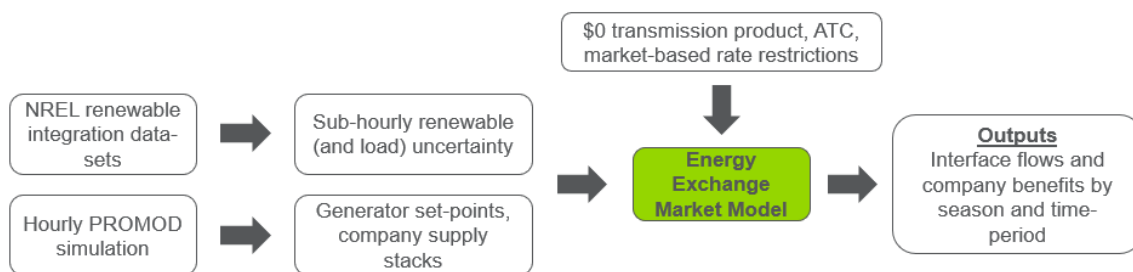 $0 transmission product, ATC,
market-based rate restrictions
NREL renewable
integration data-
sets
Sub-hourly renewable
(and load) uncertainty
Hourly PROMOD
simulation
Generator set-points,
company supply
stacks
Energy
Exchange
Market Model
Outputs
Interface flows and
company benefits by
season and time-
period